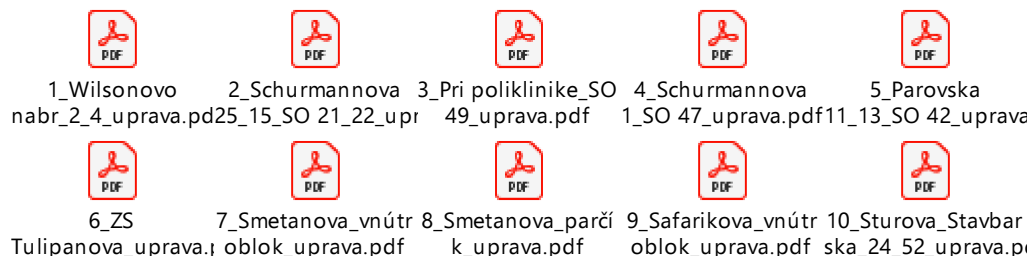 PDF PDF PDF PDF PDF
1_Wilsonovo 2_Schurmannova 3_Pri poliklinike_SO 4_Schurmannova 5_Parovska
nabr_2_4_uprava.pd 25_15_SO 21_22_upr 49_uprava.pdf 1_SO 47_uprava.pdf 11_13_SO 42_uprava
PDF PDF PDF PDF PDF
6_ZS 7_Smetanova_vnútr 8_Smetanova_parčí 9_Safarikova_vnútr 10_Sturova_Stavbar
Tulipanova_uprava.p oblok_uprava.pdf k_uprava.pdf oblok_uprava.pdf ska_24_52_uprava.pd